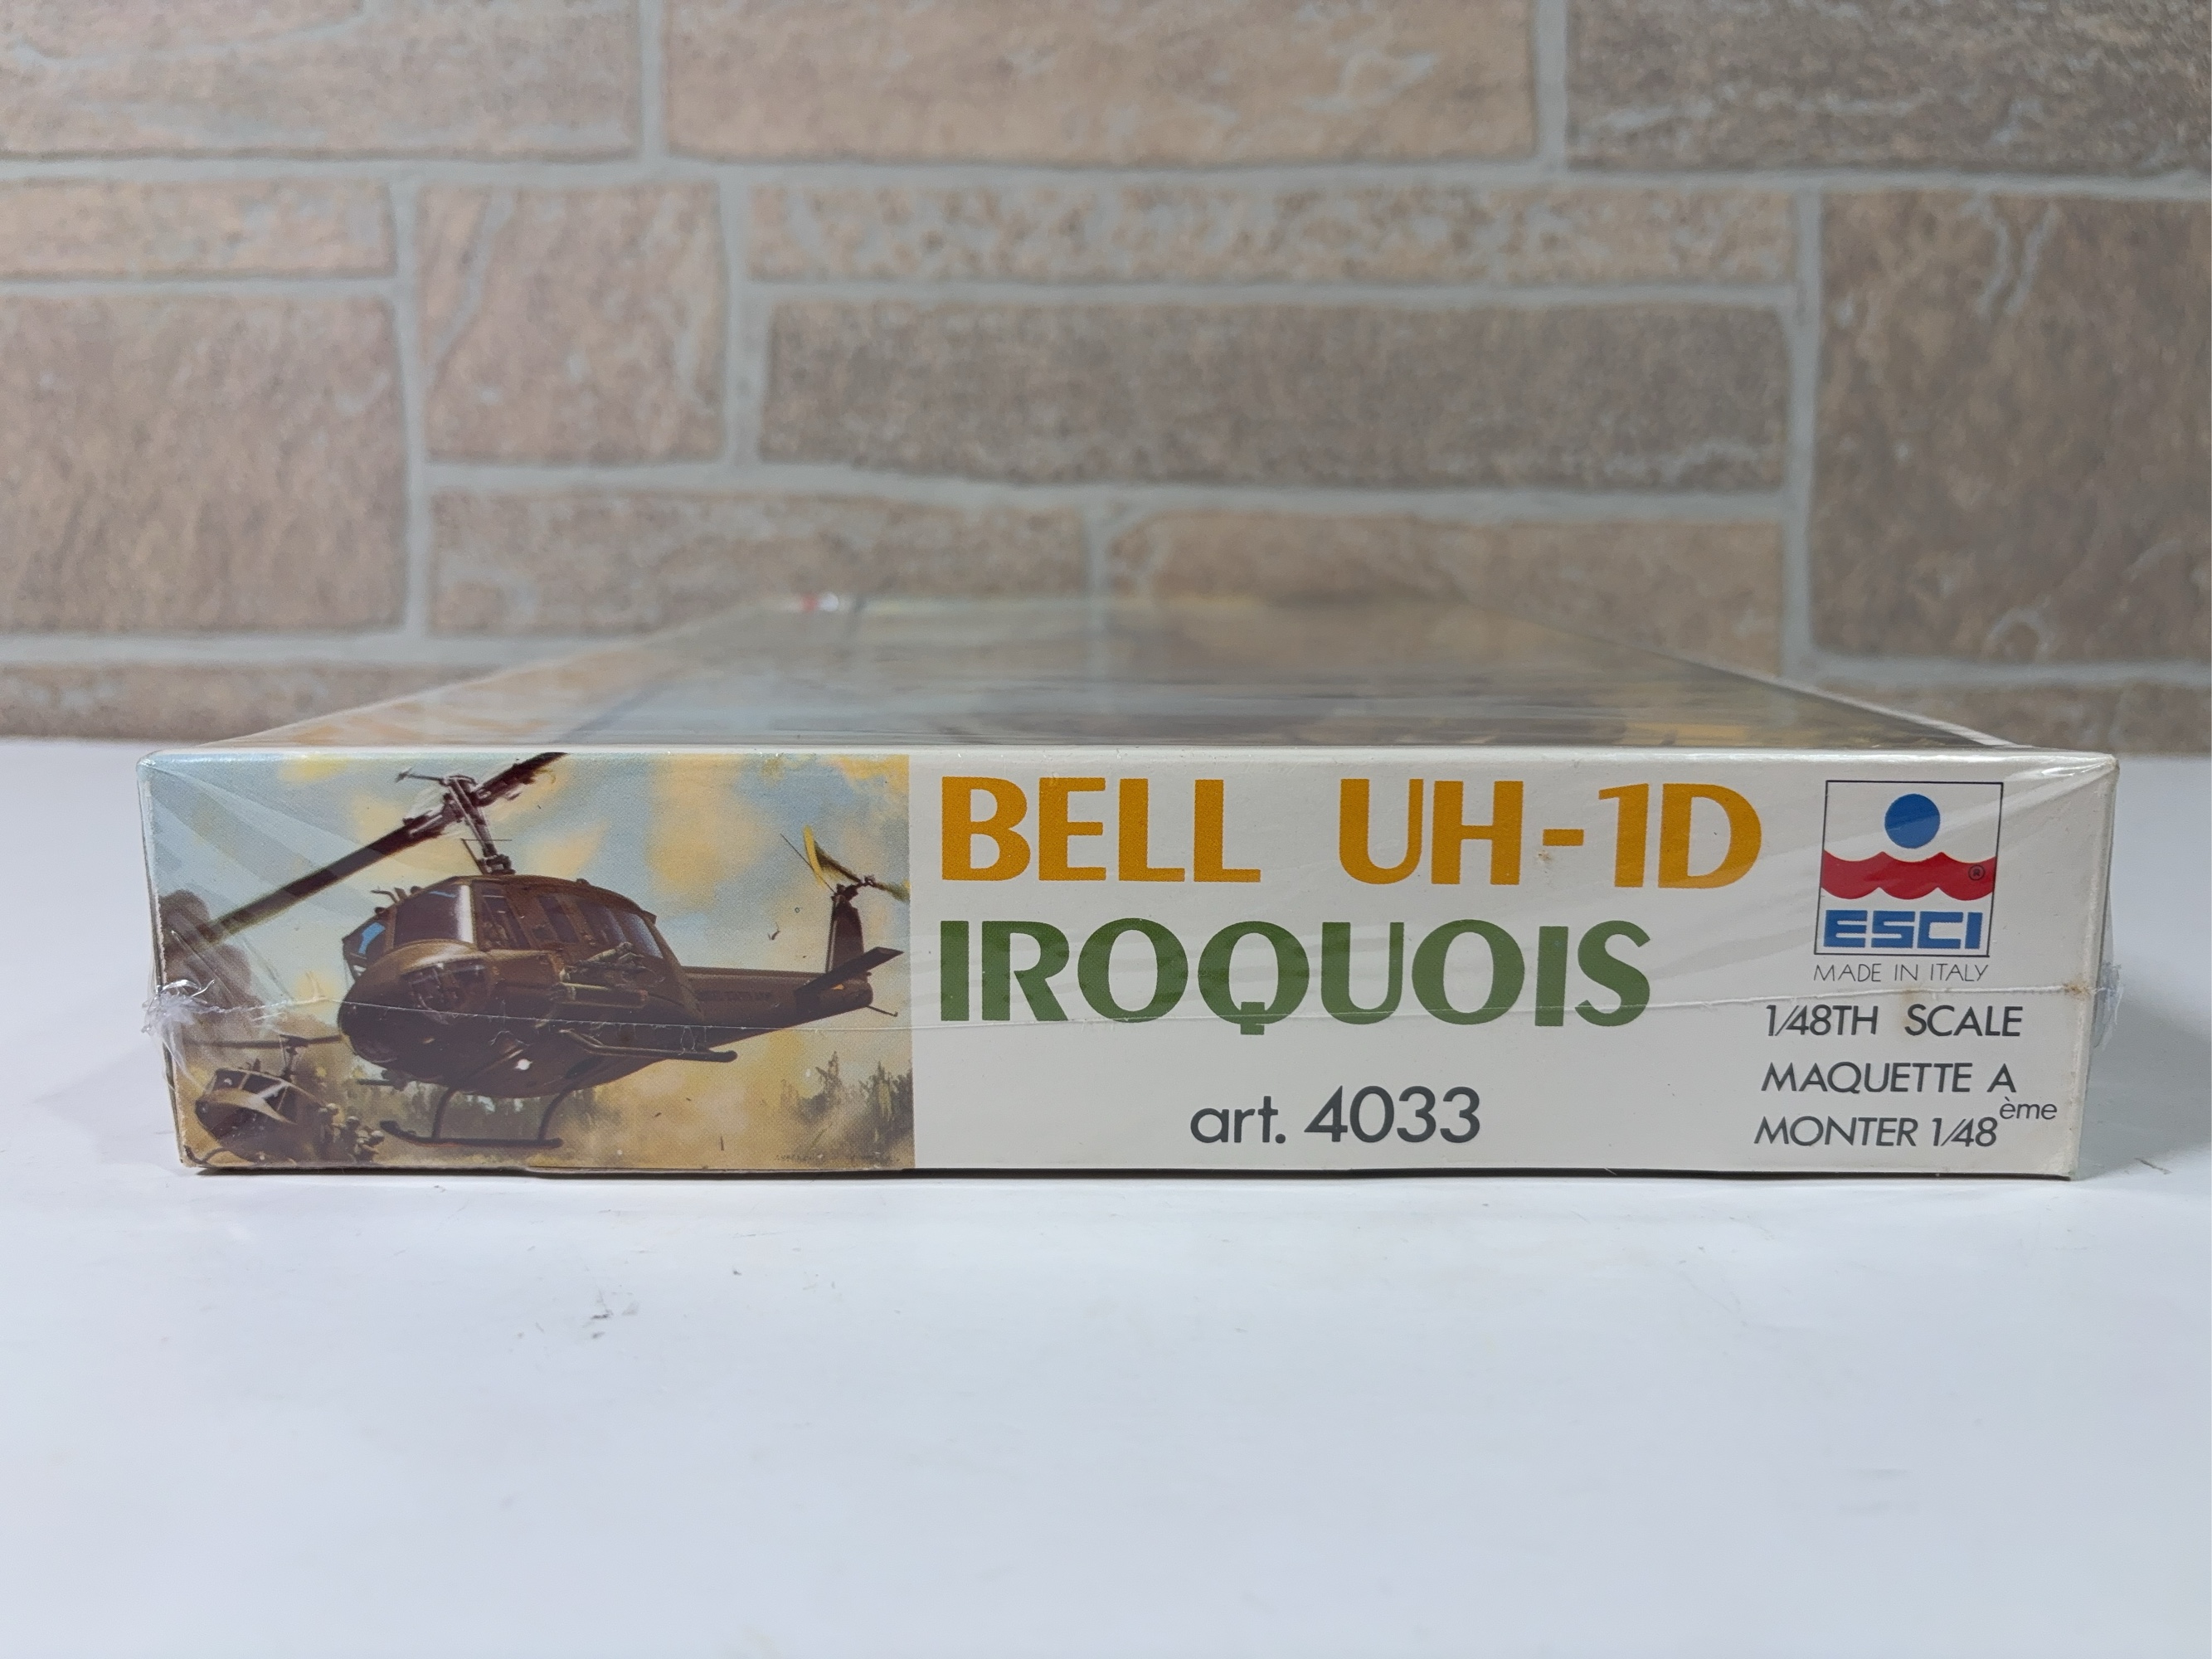 BELL UH-1D
IROQUOIS
art. 4033
®
ESCI
MADE IN ITALY
1/48TH SCALE
MAQUETTE A
MONTER 1/48ème